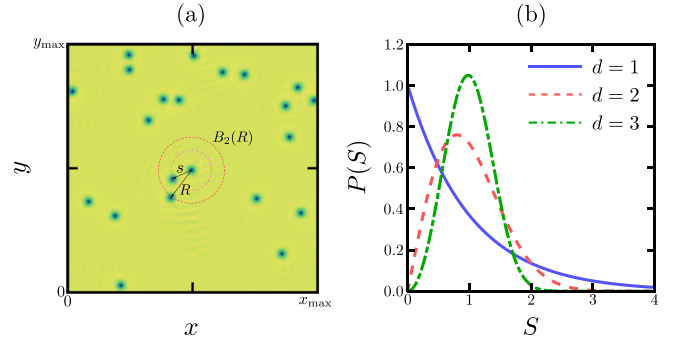 (a)
y_max
B_2(R)
s
R
y
0
0
x_max
x
(b)
1.2
1.0
0.8
0.6
0.4
0.2
0.0
P(S)
d = 1
d = 2
d = 3
0
1
2
3
4
S